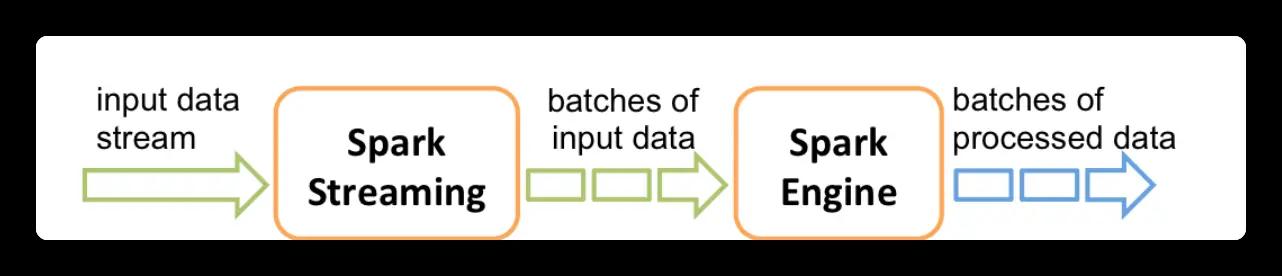 input data
stream
Spark
Streaming
batches of
input data
Spark
Engine
batches of
processed data